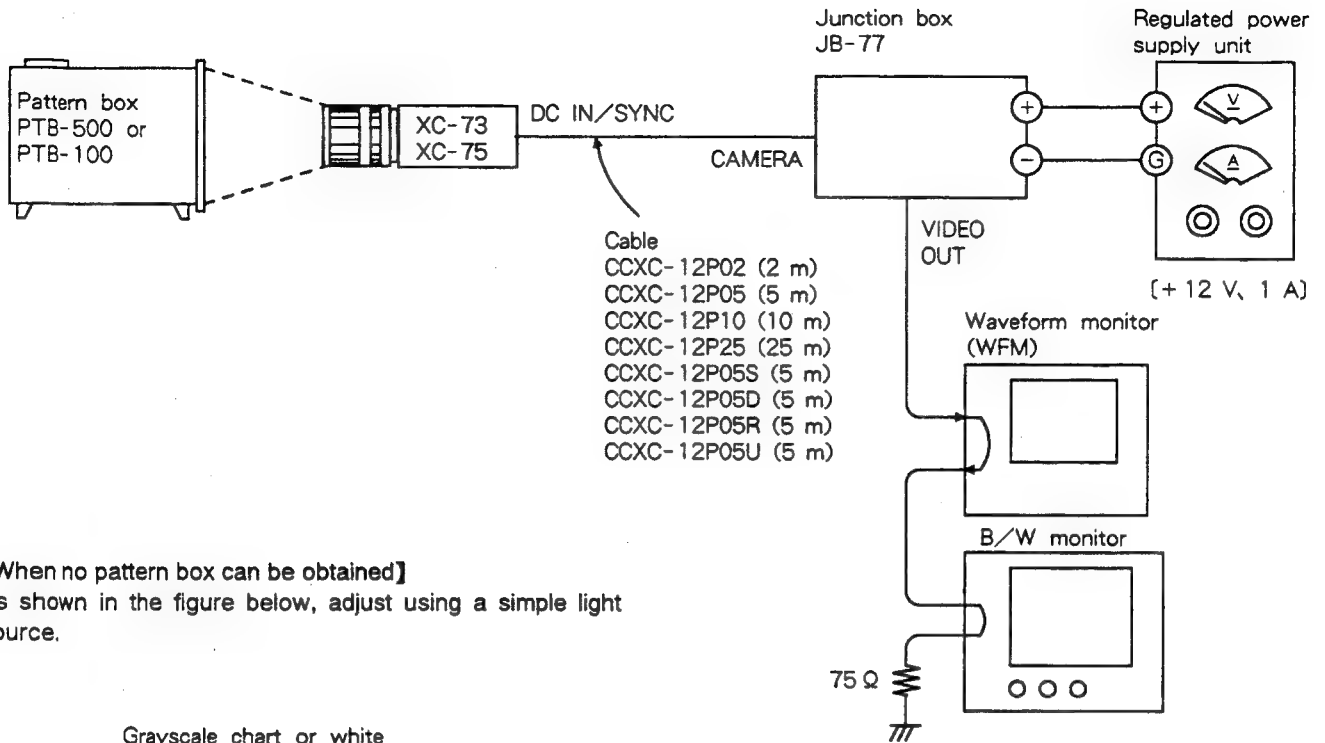 Junction box
JB-77
Regulated power
supply unit
Pattern box
PTB-500 or
PTB-100
XC-73
XC-75
DC IN/SYNC
CAMERA
+
+
−
G
V
A
VIDEO
OUT
[+12 V、1 A]
Cable
CCXC-12P02 (2 m)
CCXC-12P05 (5 m)
CCXC-12P10 (10 m)
CCXC-12P25 (25 m)
CCXC-12P05S (5 m)
CCXC-12P05D (5 m)
CCXC-12P05R (5 m)
CCXC-12P05U (5 m)
Waveform monitor
(WFM)
B/W monitor
75 Ω
When no pattern box can be obtained】
s shown in the figure below, adjust using a simple light
ource.
Grayscale chart or white